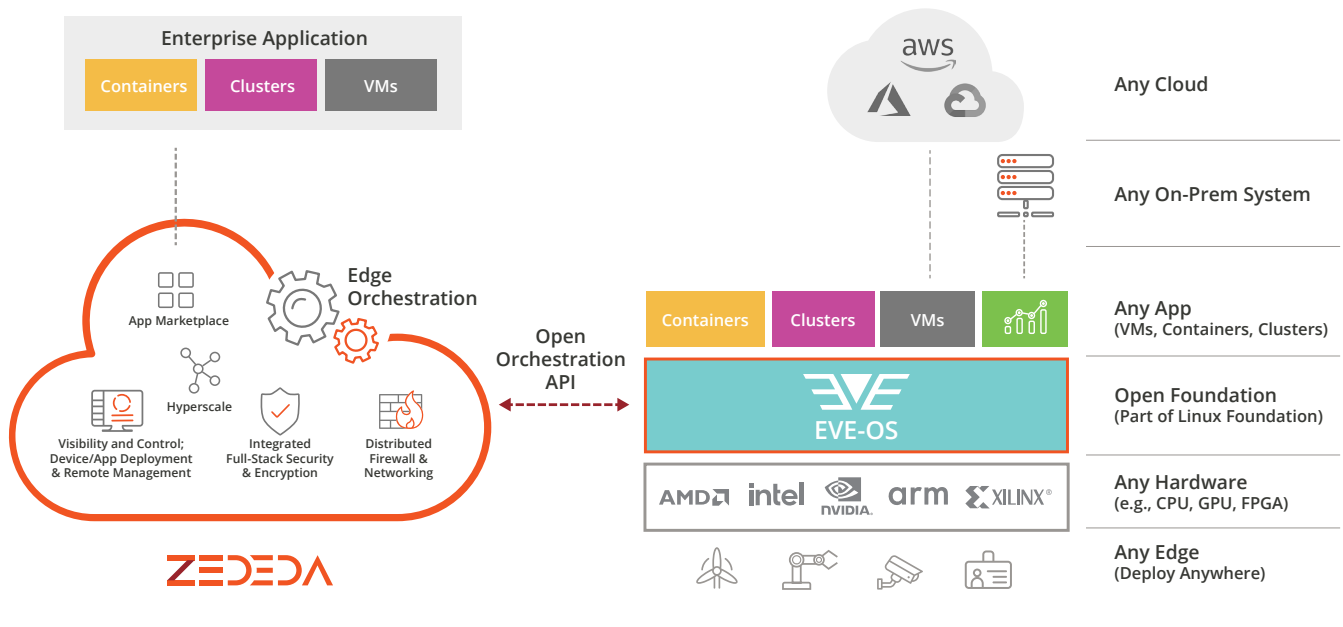 Enterprise Application
Containers
Clusters
VMs
App Marketplace
Edge
Orchestration
Hyperscale
Visibility and Control;
Device/App Deployment
& Remote Management
Integrated
Full-Stack Security
& Encryption
Distributed
Firewall &
Networking
ZEDEDA
Open
Orchestration
API
aws
Containers
Clusters
VMs
EVE
EVE-OS
AMD
intel
NVIDIA.
arm
XILINX®
Any Cloud
Any On-Prem System
Any App
(VMs, Containers, Clusters)
Open Foundation
(Part of Linux Foundation)
Any Hardware
(e.g., CPU, GPU, FPGA)
Any Edge
(Deploy Anywhere)